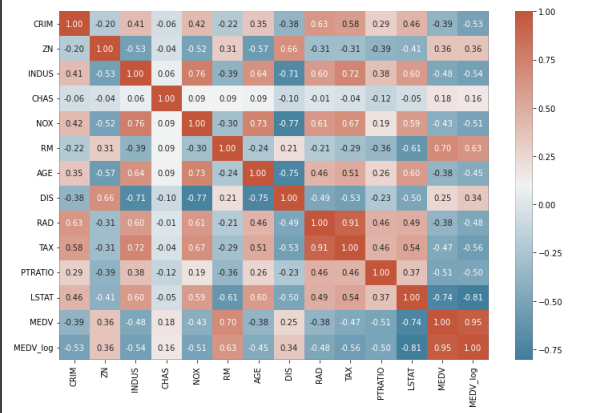 CRIM 1.00 -0.20 0.41 -0.06 0.42 -0.22 0.35 -0.38 0.63 0.58 0.29 0.46 -0.39 -0.53
ZN -0.20 1.00 -0.53 -0.04 -0.52 0.31 -0.57 0.66 -0.31 -0.31 -0.39 -0.41 0.36 0.36
INDUS 0.41 -0.53 1.00 0.06 0.76 -0.39 0.64 -0.71 0.60 0.72 0.38 0.60 -0.48 -0.54
CHAS -0.06 -0.04 0.06 1.00 0.09 0.09 0.09 -0.10 -0.01 -0.04 -0.12 -0.05 0.18 0.16
NOX 0.42 -0.52 0.76 0.09 1.00 -0.30 0.73 -0.77 0.61 0.67 0.19 0.59 -0.43 -0.51
RM -0.22 0.31 -0.39 0.09 -0.30 1.00 -0.24 0.21 -0.21 -0.29 -0.36 -0.61 0.70 0.63
AGE 0.35 -0.57 0.64 0.09 0.73 -0.24 1.00 -0.75 0.46 0.51 0.26 0.60 -0.38 -0.45
DIS -0.38 0.66 -0.71 -0.10 -0.77 0.21 -0.75 1.00 -0.49 -0.53 -0.23 -0.50 0.25 0.34
RAD 0.63 -0.31 0.60 -0.01 0.61 -0.21 0.46 -0.49 1.00 0.91 0.46 0.49 -0.38 -0.48
TAX 0.58 -0.31 0.72 -0.04 0.67 -0.29 0.51 -0.53 0.91 1.00 0.46 0.54 -0.47 -0.56
PTRATIO 0.29 -0.39 0.38 -0.12 0.19 -0.36 0.26 -0.23 0.46 0.46 1.00 0.37 -0.51 -0.50
LSTAT 0.46 -0.41 0.60 -0.05 0.59 -0.61 0.60 -0.50 0.49 0.54 0.37 1.00 -0.74 -0.81
MEDV -0.39 0.36 -0.48 0.18 -0.43 0.70 -0.38 0.25 -0.38 -0.47 -0.51 -0.74 1.00 0.95
MEDV_log -0.53 0.36 -0.54 0.16 -0.51 0.63 -0.45 0.34 -0.48 -0.56 -0.50 -0.81 0.95 1.00
CRIM ZN INDUS CHAS NOX RM AGE DIS RAD TAX PTRATIO LSTAT MEDV MEDV_log
1.00
0.75
0.50
0.25
0.00
−0.25
−0.50
−0.75